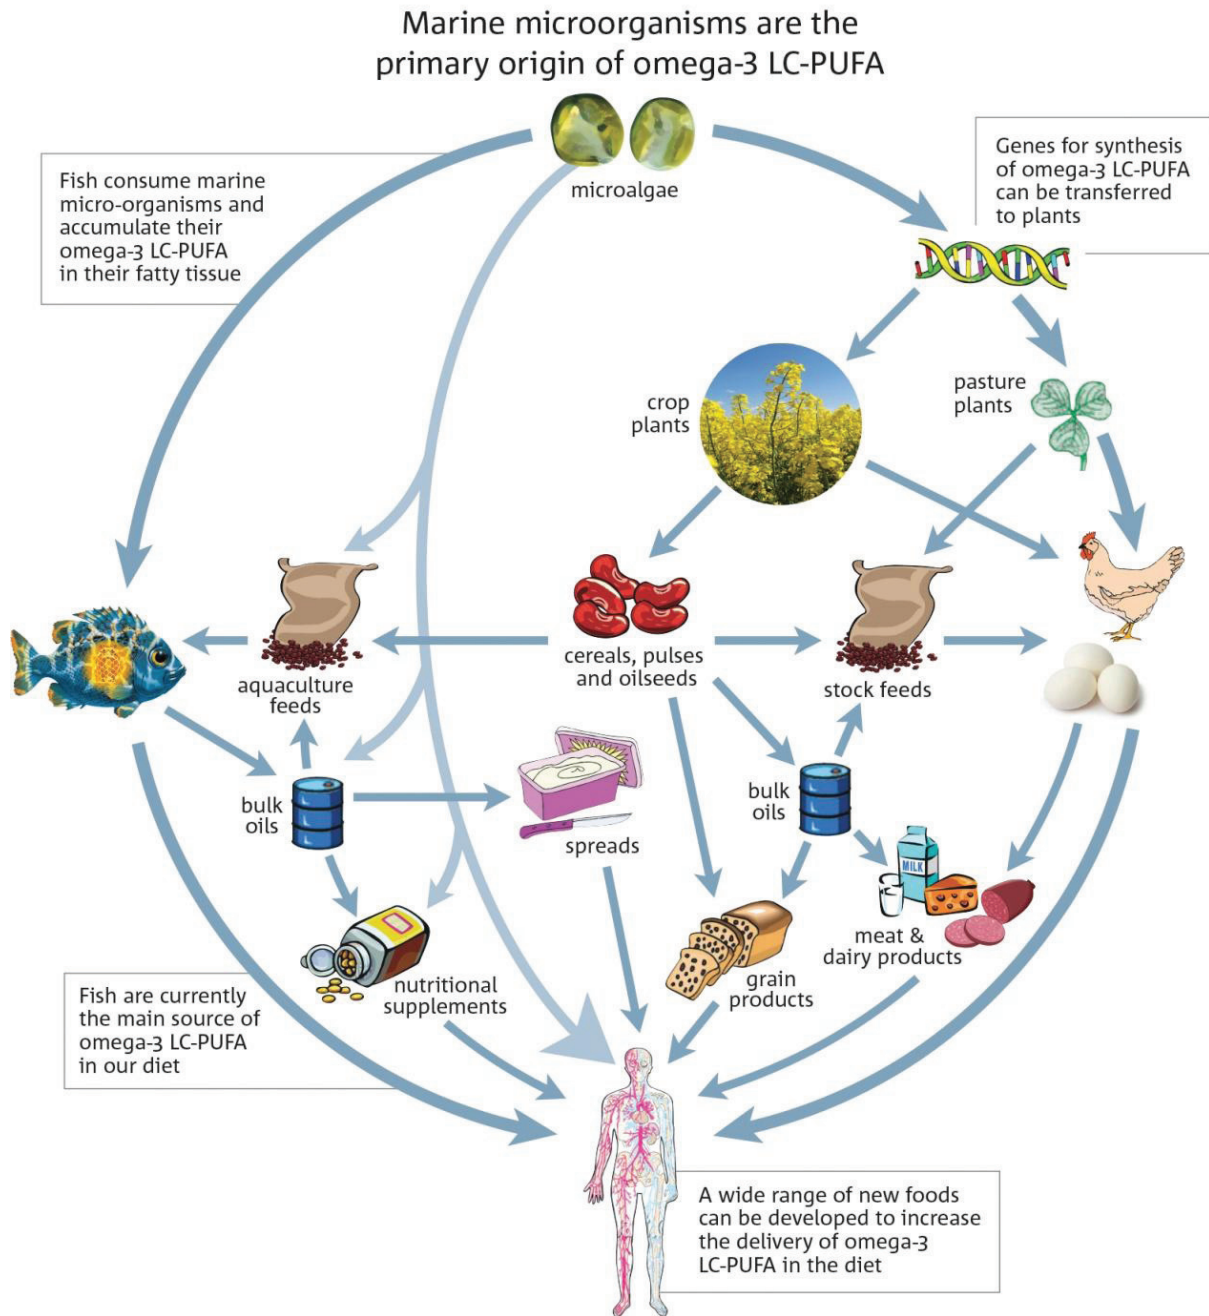 Marine microorganisms are the
primary origin of omega-3 LC-PUFA
microalgae
Fish consume marine
micro-organisms and
accumulate their
omega-3 LC-PUFA
in their fatty tissue
Genes for synthesis
of omega-3 LC-PUFA
can be transferred
to plants
crop
plants
pasture
plants
aquaculture
feeds
cereals, pulses
and oilseeds
stock feeds
bulk
oils
spreads
bulk
oils
MILK
meat &
dairy products
nutritional
supplements
grain
products
Fish are currently
the main source of
omega-3 LC-PUFA
in our diet
A wide range of new foods
can be developed to increase
the delivery of omega-3
LC-PUFA in the diet